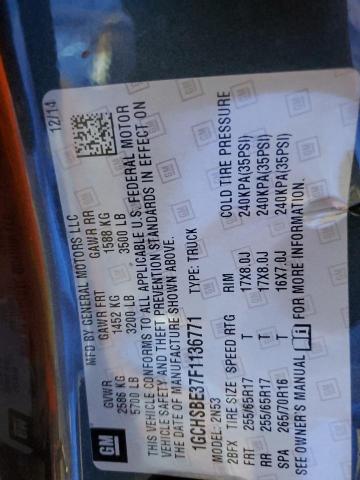 GM
MFD BY GENERAL MOTORS LLC 12/14
GVWR GAWR FRT GAWR RR
2586 KG 1452 KG 1588 KG
5700 LB 3200 LB 3500 LB
THIS VEHICLE CONFORMS TO ALL APPLICABLE U.S. FEDERAL MOTOR
VEHICLE SAFETY AND THEFT PREVENTION STANDARDS IN EFFECT ON
THE DATE OF MANUFACTURE SHOWN ABOVE.
1GCHSBE37F1136771 TYPE: TRUCK
MODEL: 2N53
2BFX TIRE SIZE SPEED RTG RIM COLD TIRE PRESSURE
FRT 255/65R17 T 17X8.0J 240KPA(35PSI)
RR 255/65R17 T 17X8.0J 240KPA(35PSI)
SPA 265/70R16 T 16X7.0J 240KPA(35PSI)
SEE OWNER'S MANUAL FOR MORE INFORMATION.